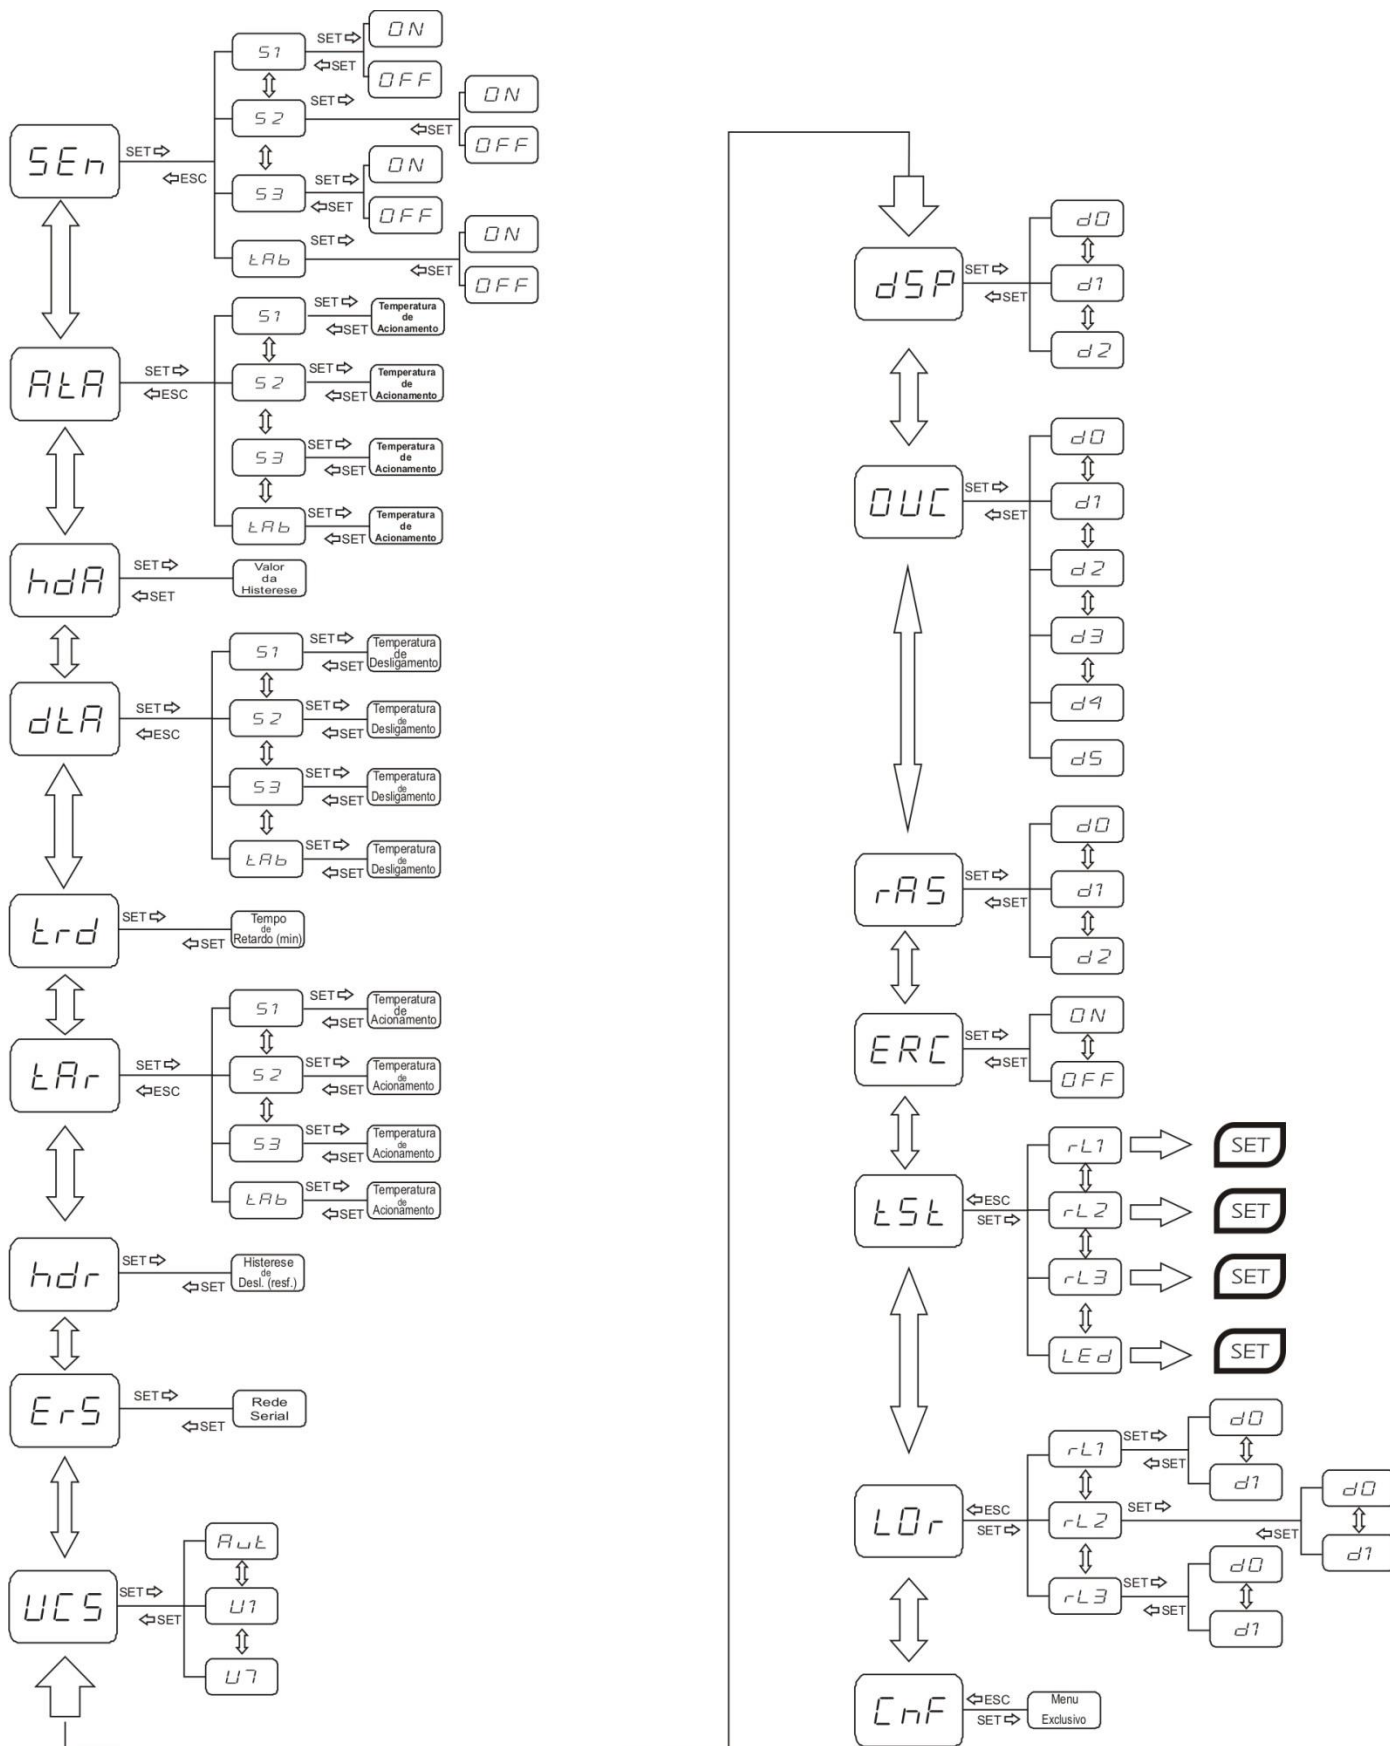 SEn
SET
ESC
S1
SET
SET
ON
OFF
S2
SET
SET
ON
OFF
S3
SET
SET
ON
OFF
tAb
SET
SET
ON
OFF
AtA
SET
ESC
S1
SET
SET
Temperatura
de
Acionamento
S2
SET
SET
Temperatura
de
Acionamento
S3
SET
SET
Temperatura
de
Acionamento
tAb
SET
SET
Temperatura
de
Acionamento
hdA
SET
SET
Valor
da
Histerese
dtA
SET
ESC
S1
SET
SET
Temperatura
de
Desligamento
S2
SET
SET
Temperatura
de
Desligamento
S3
SET
SET
Temperatura
de
Desligamento
tAb
SET
SET
Temperatura
de
Desligamento
trd
SET
SET
Tempo
de
Retardo (min)
tAr
SET
ESC
S1
SET
SET
Temperatura
de
Acionamento
S2
SET
SET
Temperatura
de
Acionamento
S3
SET
SET
Temperatura
de
Acionamento
tAb
SET
SET
Temperatura
de
Acionamento
hdr
SET
SET
Histerese
de
Desl. (resf.)
ErS
SET
SET
Rede
Serial
UCS
SET
SET
Aut
U1
U7
dSP
SET
SET
d0
d1
d2
OUC
SET
SET
d0
d1
d2
d3
d4
d5
rAS
SET
SET
d0
d1
d2
ERC
SET
SET
ON
OFF
tSt
ESC
SET
rL1
SET
rL2
SET
rL3
SET
LEd
SET
LOr
ESC
SET
rL1
SET
SET
d0
d1
rL2
SET
SET
d0
d1
rL3
SET
SET
d0
d1
CnF
ESC
SET
Menu
Exclusivo